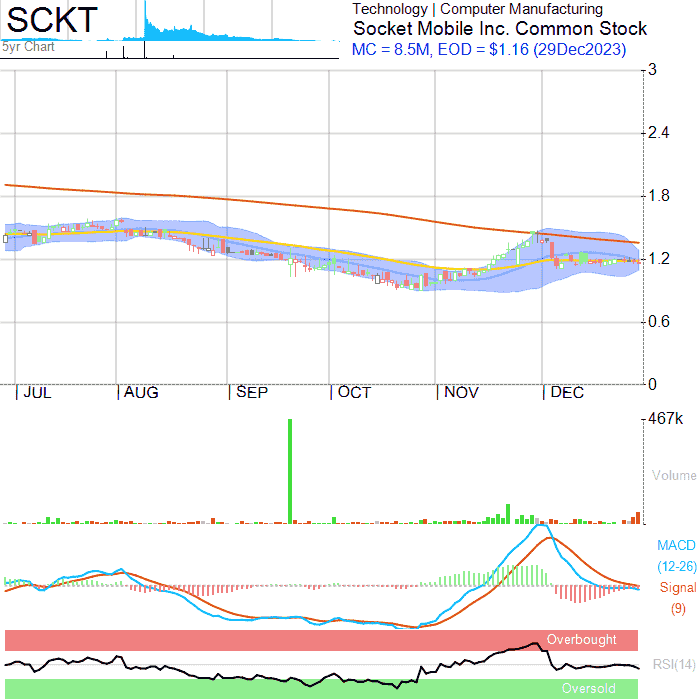 SCKT
5yr Chart
Technology | Computer Manufacturing
Socket Mobile Inc. Common Stock
MC = 8.5M, EOD = $1.16 (29Dec2023)
3
2.4
1.8
1.2
0.6
0
JUL AUG SEP OCT NOV DEC
467k
Volume
MACD
(12-26)
Signal
(9)
Overbought
RSI(14)
Oversold